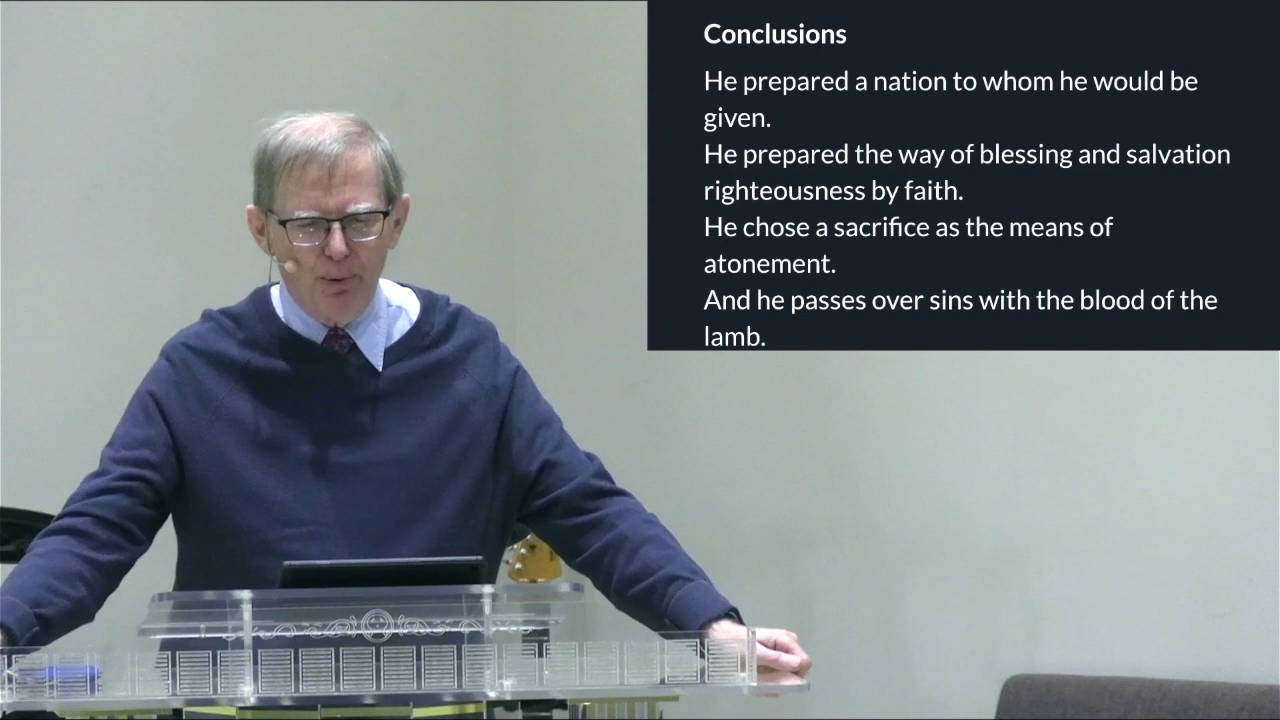 Conclusions
He prepared a nation to whom he would be
given.
He prepared the way of blessing and salvation
righteousness by faith.
He chose a sacrifice as the means of
atonement.
And he passes over sins with the blood of the
lamb.